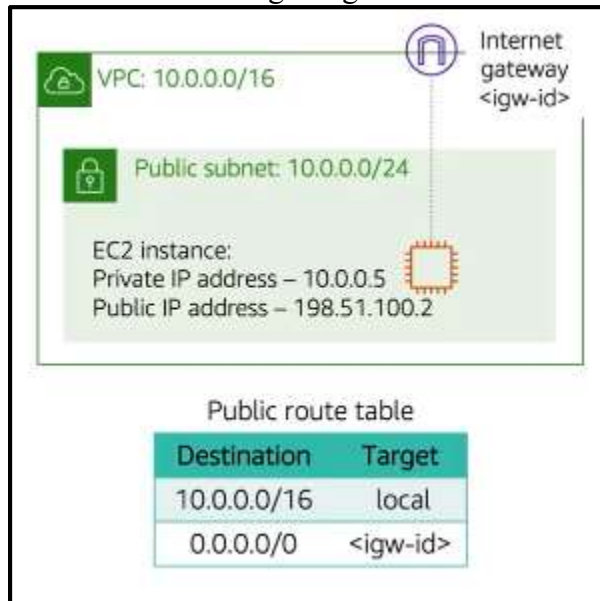 Internet
gateway
<igw-id>
VPC: 10.0.0.0/16
Public subnet: 10.0.0.0/24
EC2 instance:
Private IP address – 10.0.0.5
Public IP address – 198.51.100.2
Public route table
Destination Target
10.0.0.0/16 local
0.0.0.0/0 <igw-id>